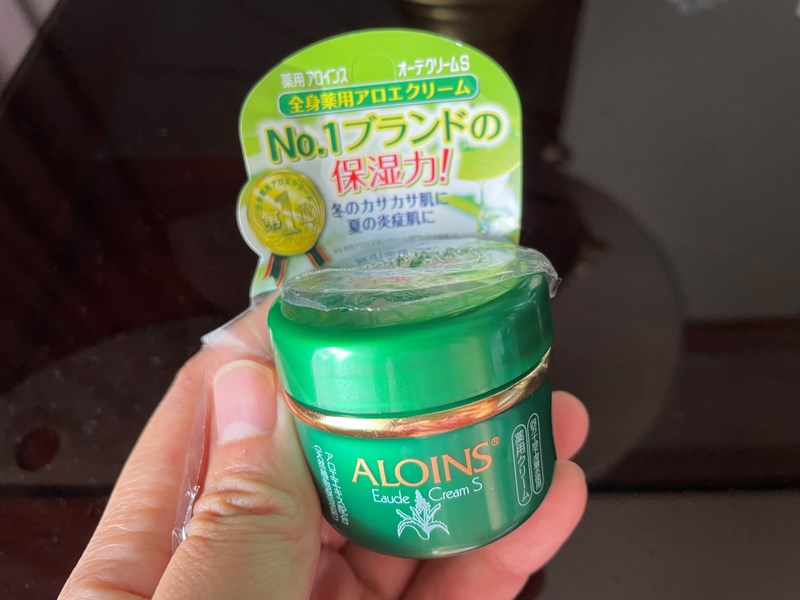 薬用 アロインス オーデクリームS
全身薬用アロエクリーム
No.1ブランドの
保湿力!
第1位
冬のカサカサ肌に
夏の炎症肌に
ALOINS®
Eaude Cream S
薬用クリーム